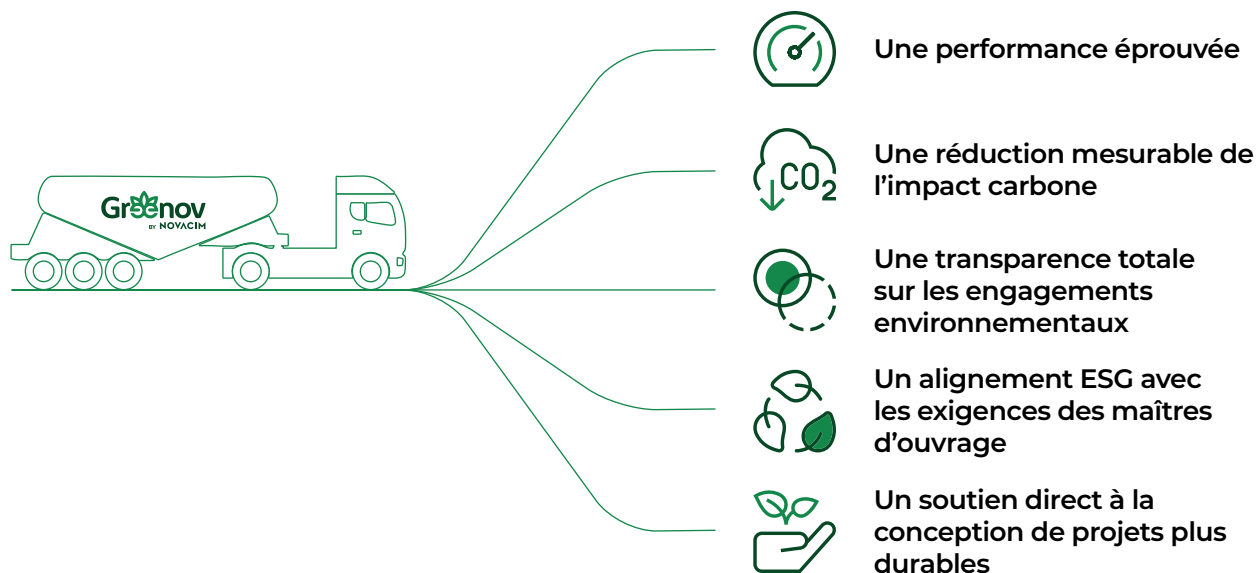 Greenov
BY NOVACIM
Une performance éprouvée
CO2
Une réduction mesurable de
l'impact carbone
Une transparence totale
sur les engagements
environnementaux
Un alignement ESG avec
les exigences des maîtres
d'ouvrage
Un soutien direct à la
conception de projets plus
durables